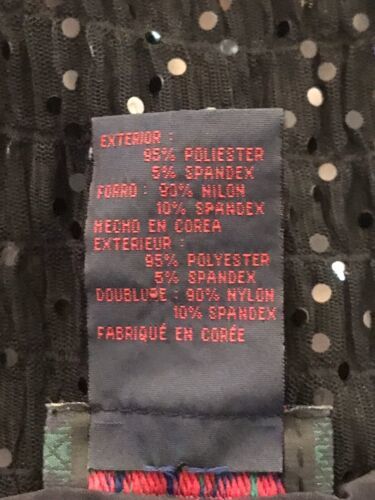 EXTERIOR :
95% POLIESTER
5% SPANDEX
FORRO : 90% NILON
10% SPANDEX
HECHO EN COREA
EXTERIEUR :
95% POLYESTER
5% SPANDEX
DOUBLURE : 90% NYLON
10% SPANDEX
FABRIQUÉ EN CORÉE